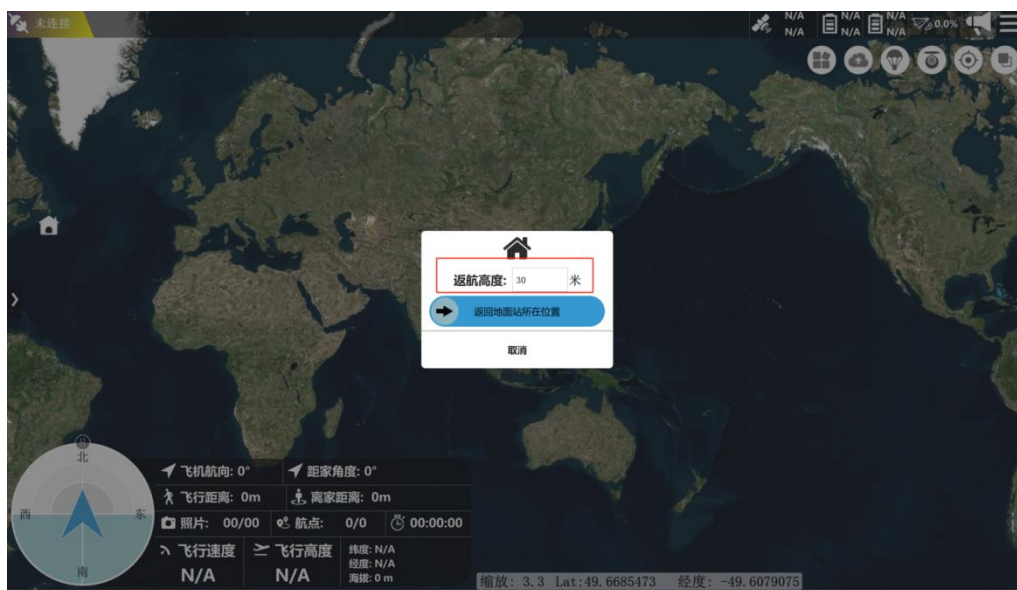 未连接
N/A N/A N/A 0.0%
N/A N/A N/A
返航高度: 30 米
返回地面站所在位置
取消
北
西 东
南
飞机航向: 0° 距家角度: 0°
飞行距离: 0m 离家距离: 0m
照片: 00/00 航点: 0/0 00:00:00
飞行速度 飞行高度 纬度: N/A
N/A N/A 经度: N/A
海拔: 0 m
缩放: 3.3 Lat:49.6685473 经度: -49.6079075